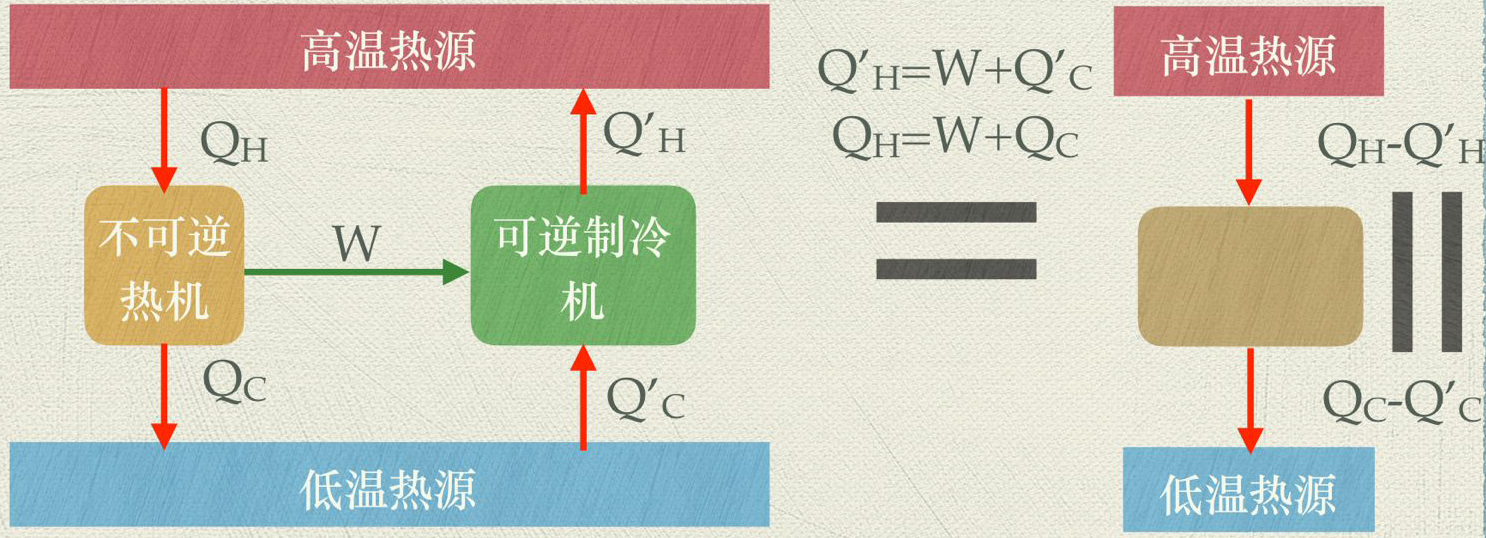 高温热源
Q′H=W+Q′C
高温热源
QH
Q′H
QH=W+QC
QH-Q′H
不可逆
热机
W
可逆制冷
机
QC
Q′C
QC-Q′C
低温热源
低温热源